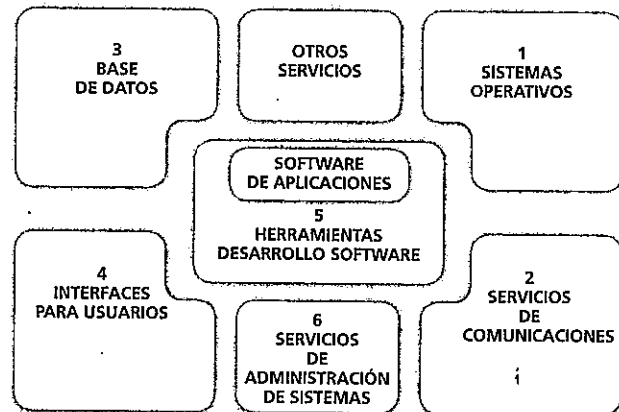 3
BASE
DE DATOS
OTROS
SERVICIOS
1
SISTEMAS
OPERATIVOS
SOFTWARE
DE APLICACIONES
5
HERRAMIENTAS
DESARROLLO SOFTWARE
4
INTERFACES
PARA USUARIOS
6
SERVICIOS
DE
ADMINISTRACIÓN
DE SISTEMAS
2
SERVICIOS
DE
COMUNICACIONES